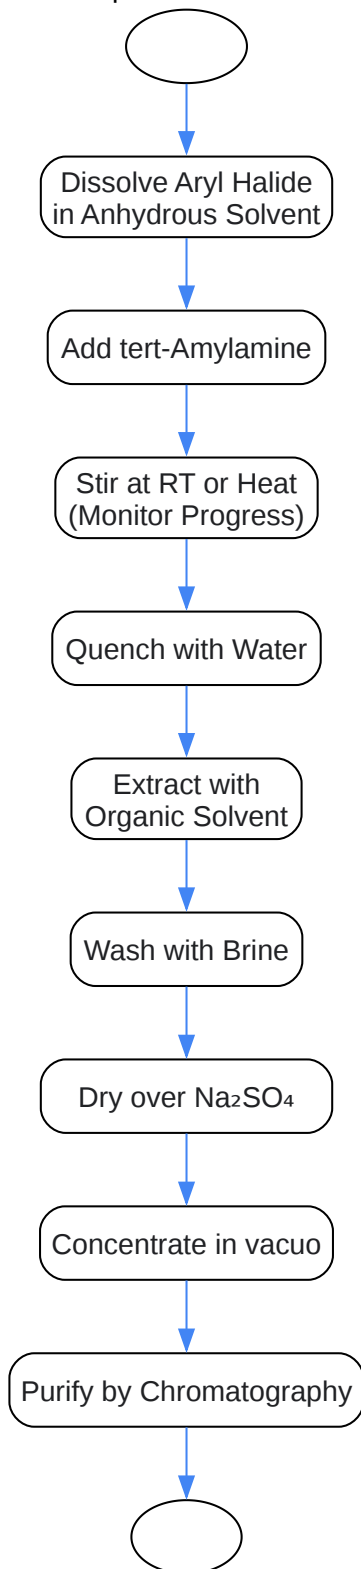 Dissolve Aryl Halide
in Anhydrous Solvent
Add tert-Amylamine
Stir at RT or Heat
(Monitor Progress)
Quench with Water
Extract with
Organic Solvent
Wash with Brine
Dry over Na₂SO₄
Concentrate in vacuo
Purify by Chromatography